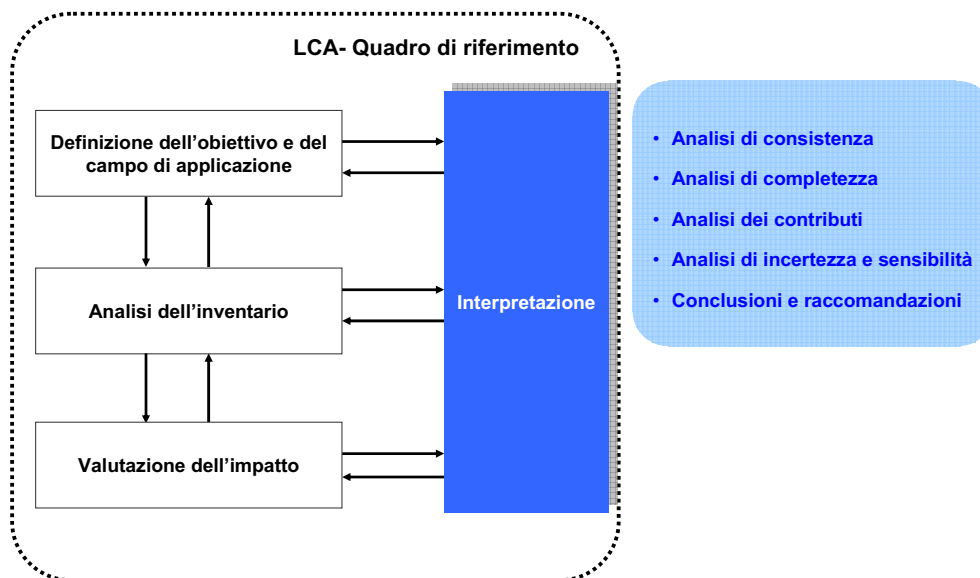 LCA- Quadro di riferimento
Definizione dell'obiettivo e del
campo di applicazione
Analisi dell'inventario
Valutazione dell'impatto
Interpretazione
• Analisi di consistenza
• Analisi di completezza
• Analisi dei contributi
• Analisi di incertezza e sensibilità
• Conclusioni e raccomandazioni